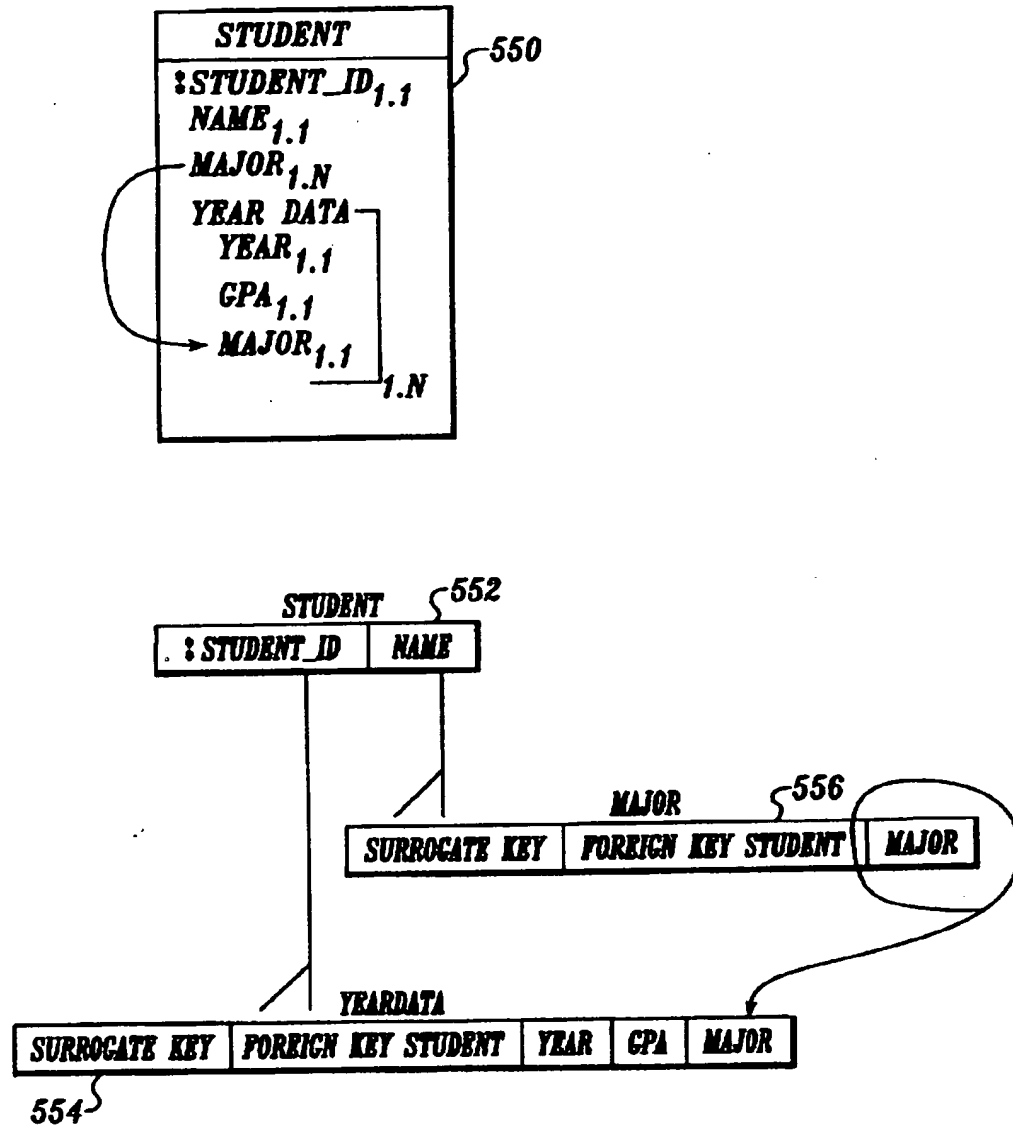 STUDENT
550
⁑STUDENT_ID1.1
NAME1.1
MAJOR1.N
YEAR DATA
YEAR1.1
GPA1.1
MAJOR1.1
1.N
STUDENT
552
⁑STUDENT_ID NAME
MAJOR
556
SURROGATE KEY FOREIGN KEY STUDENT MAJOR
YEARDATA
SURROGATE KEY FOREIGN KEY STUDENT YEAR GPA MAJOR
554